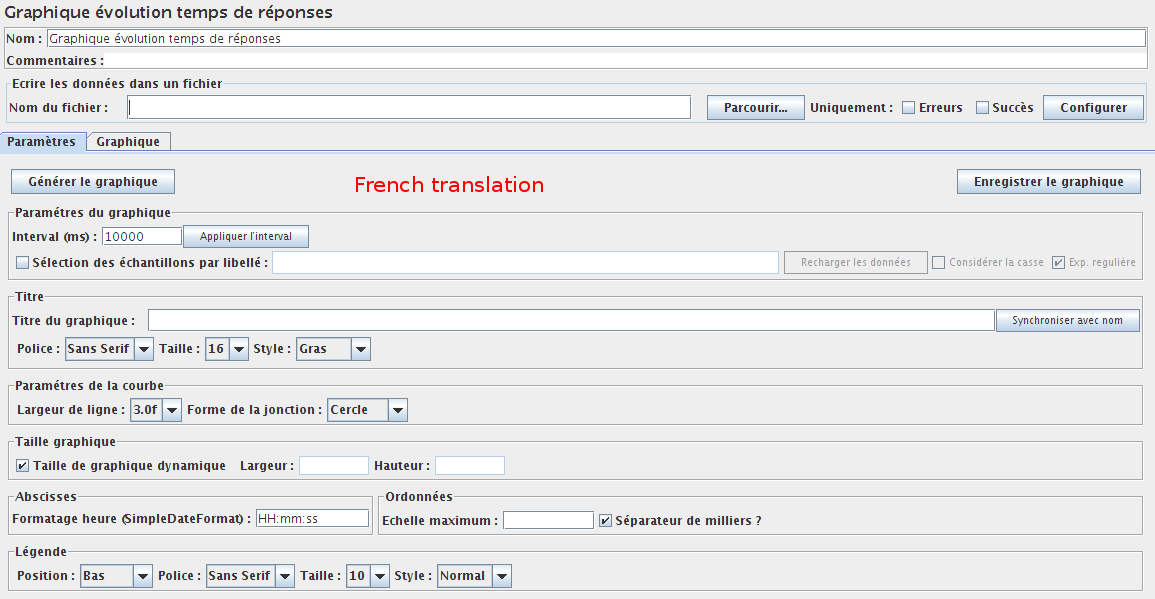 Graphique évolution temps de réponses
Nom : Graphique évolution temps de réponses
Commentaires :
Ecrire les données dans un fichier
Nom du fichier : Parcourir... Uniquement : Erreurs Succès Configurer
Paramètres Graphique
Générer le graphique French translation Enregistrer le graphique
Paramétres du graphique
Interval (ms) : 10000 Appliquer l'interval
Sélection des échantillons par libellé : Recharger les données Considérer la casse Exp. regulière
Titre
Titre du graphique : Synchroniser avec nom
Police : Sans Serif Taille : 16 Style : Gras
Paramétres de la courbe
Largeur de ligne : 3.0f Forme de la jonction : Cercle
Taille graphique
Taille de graphique dynamique Largeur : Hauteur :
Abscisses Ordonnées
Formatage heure (SimpleDateFormat) : HH:mm:ss Echelle maximum : Séparateur de milliers ?
Légende
Position : Bas Police : Sans Serif Taille : 10 Style : Normal